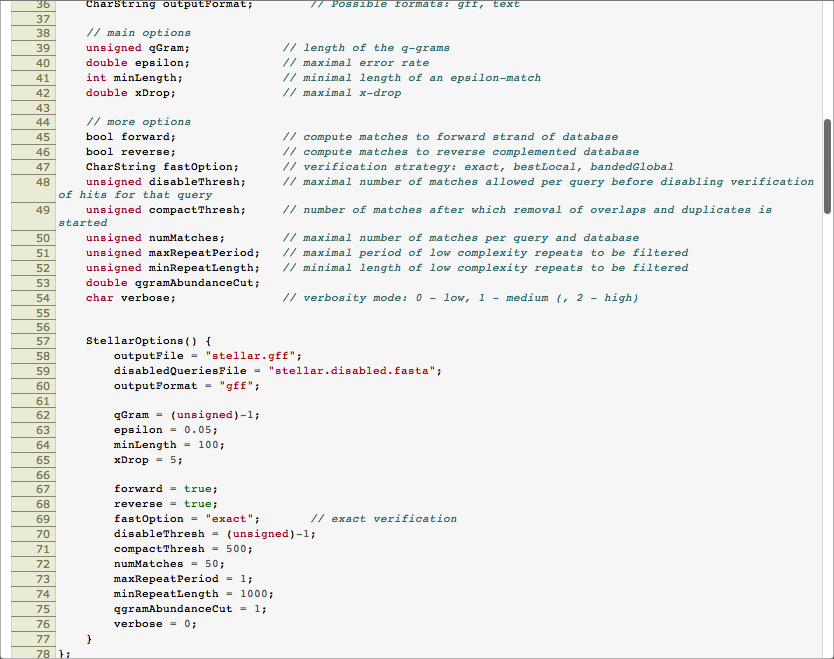 36 CharString outputFormat; // Possible formats: gff, text
37
38 // main options
39 unsigned qGram; // length of the q-grams
40 double epsilon; // maximal error rate
41 int minLength; // minimal length of an epsilon-match
42 double xDrop; // maximal x-drop
43
44 // more options
45 bool forward; // compute matches to forward strand of database
46 bool reverse; // compute matches to reverse complemented database
47 CharString fastOption; // verification strategy: exact, bestLocal, bandedGlobal
48 unsigned disableThresh; // maximal number of matches allowed per query before disabling verification
of hits for that query
49 unsigned compactThresh; // number of matches after which removal of overlaps and duplicates is
started
50 unsigned numMatches; // maximal number of matches per query and database
51 unsigned maxRepeatPeriod; // maximal period of low complexity repeats to be filtered
52 unsigned minRepeatLength; // minimal length of low complexity repeats to be filtered
53 double qgramAbundanceCut;
54 char verbose; // verbosity mode: 0 - low, 1 - medium (, 2 - high)
55
56
57 StellarOptions() {
58 outputFile = "stellar.gff";
59 disabledQueriesFile = "stellar.disabled.fasta";
60 outputFormat = "gff";
61
62 qGram = (unsigned)-1;
63 epsilon = 0.05;
64 minLength = 100;
65 xDrop = 5;
66
67 forward = true;
68 reverse = true;
69 fastOption = "exact"; // exact verification
70 disableThresh = (unsigned)-1;
71 compactThresh = 500;
72 numMatches = 50;
73 maxRepeatPeriod = 1;
74 minRepeatLength = 1000;
75 qgramAbundanceCut = 1;
76 verbose = 0;
77 }
78 };